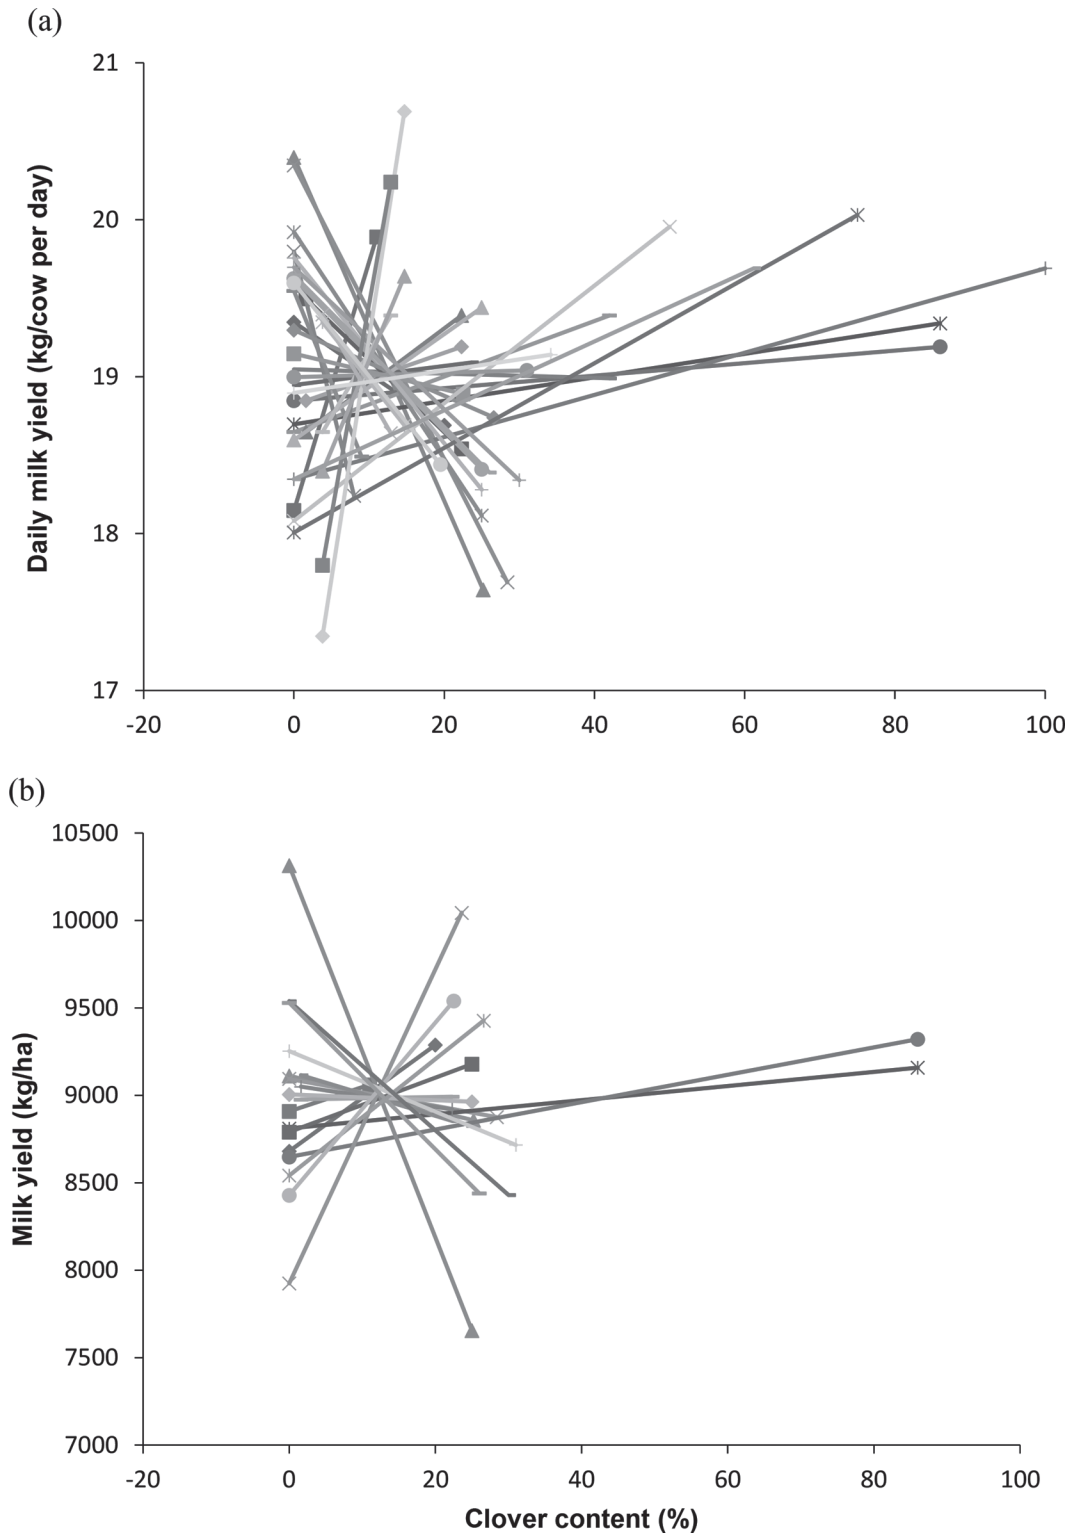 (a)
21
20
19
18
17
Daily milk yield (kg/cow per day)
-20 0 20 40 60 80 100
(b)
10500
10000
9500
9000
8500
8000
7500
7000
Milk yield (kg/ha)
-20 0 20 40 60 80 100
Clover content (%)